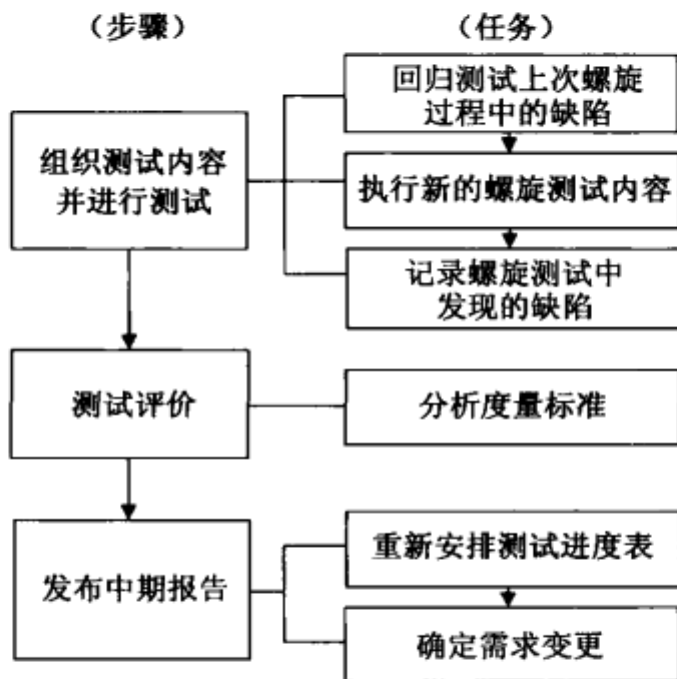 （步骤）
（任务）
组织测试内容
并进行测试
回归测试上次螺旋
过程中的缺陷
执行新的螺旋测试内容
记录螺旋测试中
发现的缺陷
测试评价
分析度量标准
发布中期报告
重新安排测试进度表
确定需求变更